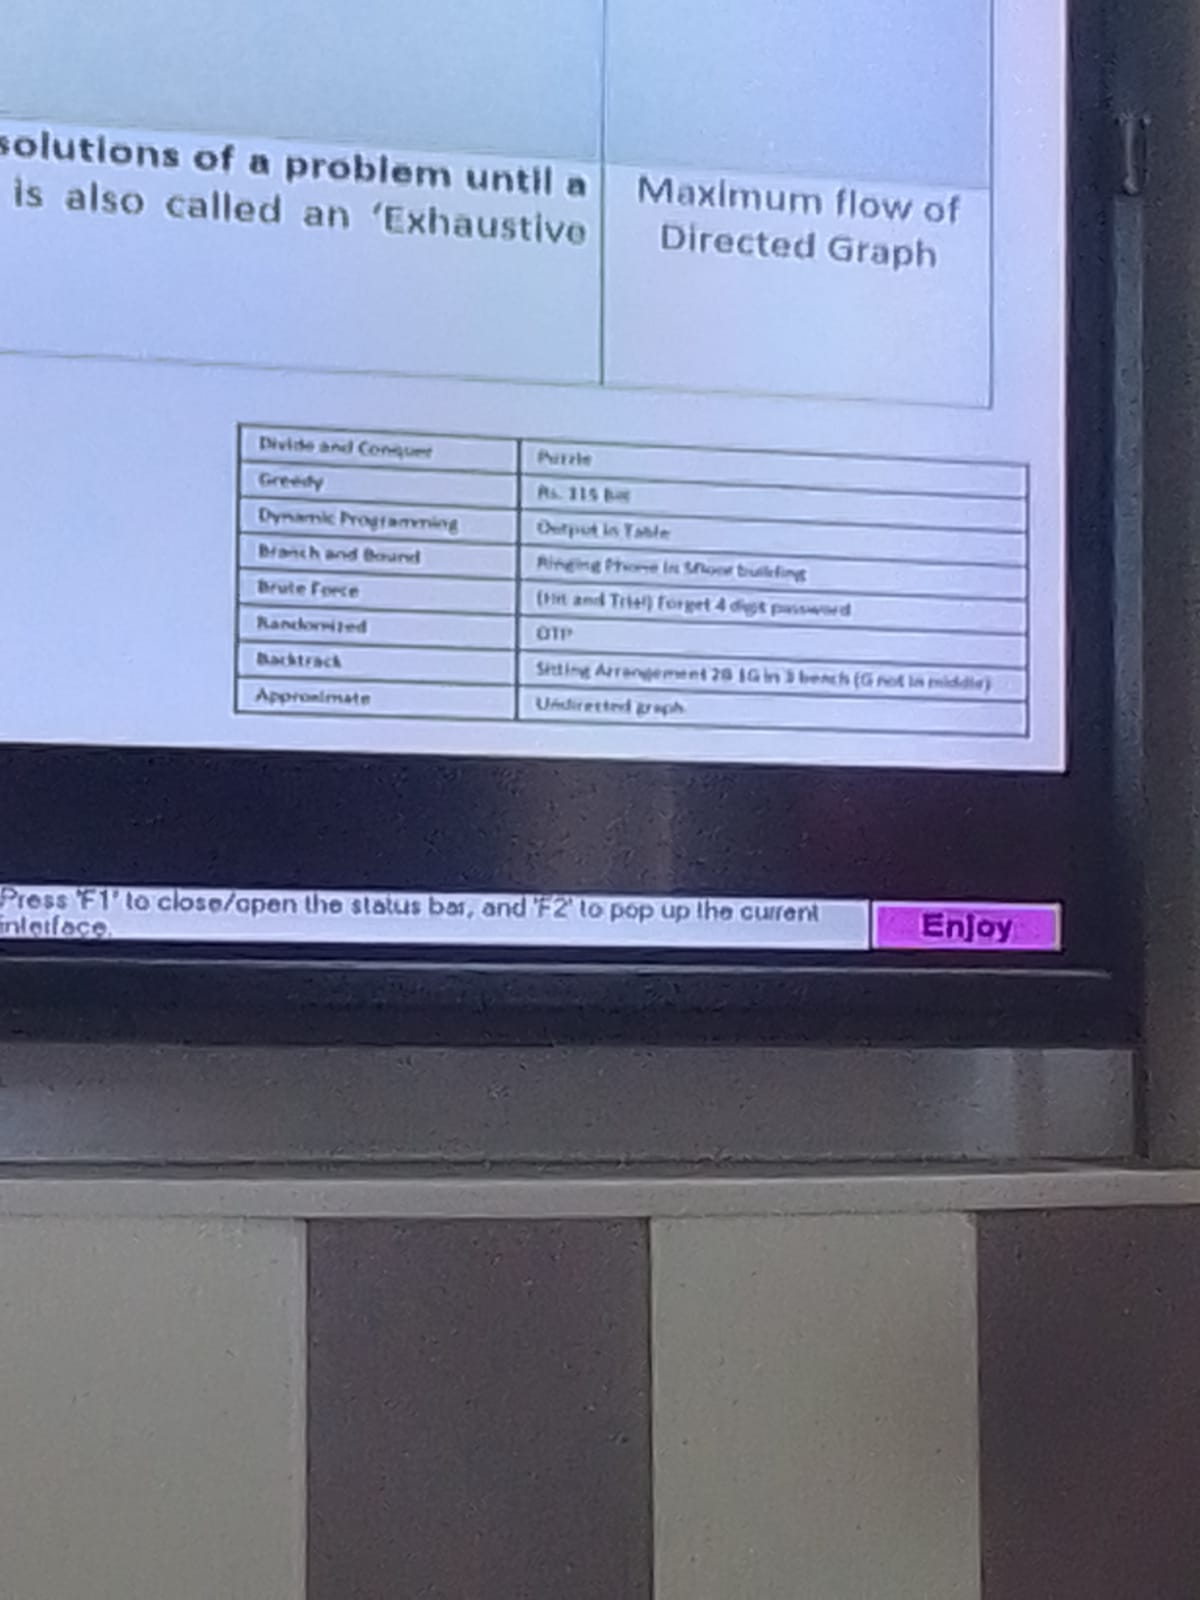 solutions of a problem until a
is also called an ‘Exhaustive
Maximum flow of
Directed Graph
Divide and Conquer Puzzle
Greedy Rs. 115
Dynamic Programming Output in Table
Branch and Bound Ringing Phone in building
Brute Force (Hit and Trial) Forget 4 digit password
Randomized OTP
Backtrack Sitting Arrangement 2B 1G in 3 bench (G not in middle)
Approximate Undirected graph
Press 'F1' to close/open the status bar, and 'F2' to pop up the current
interface.
Enjoy